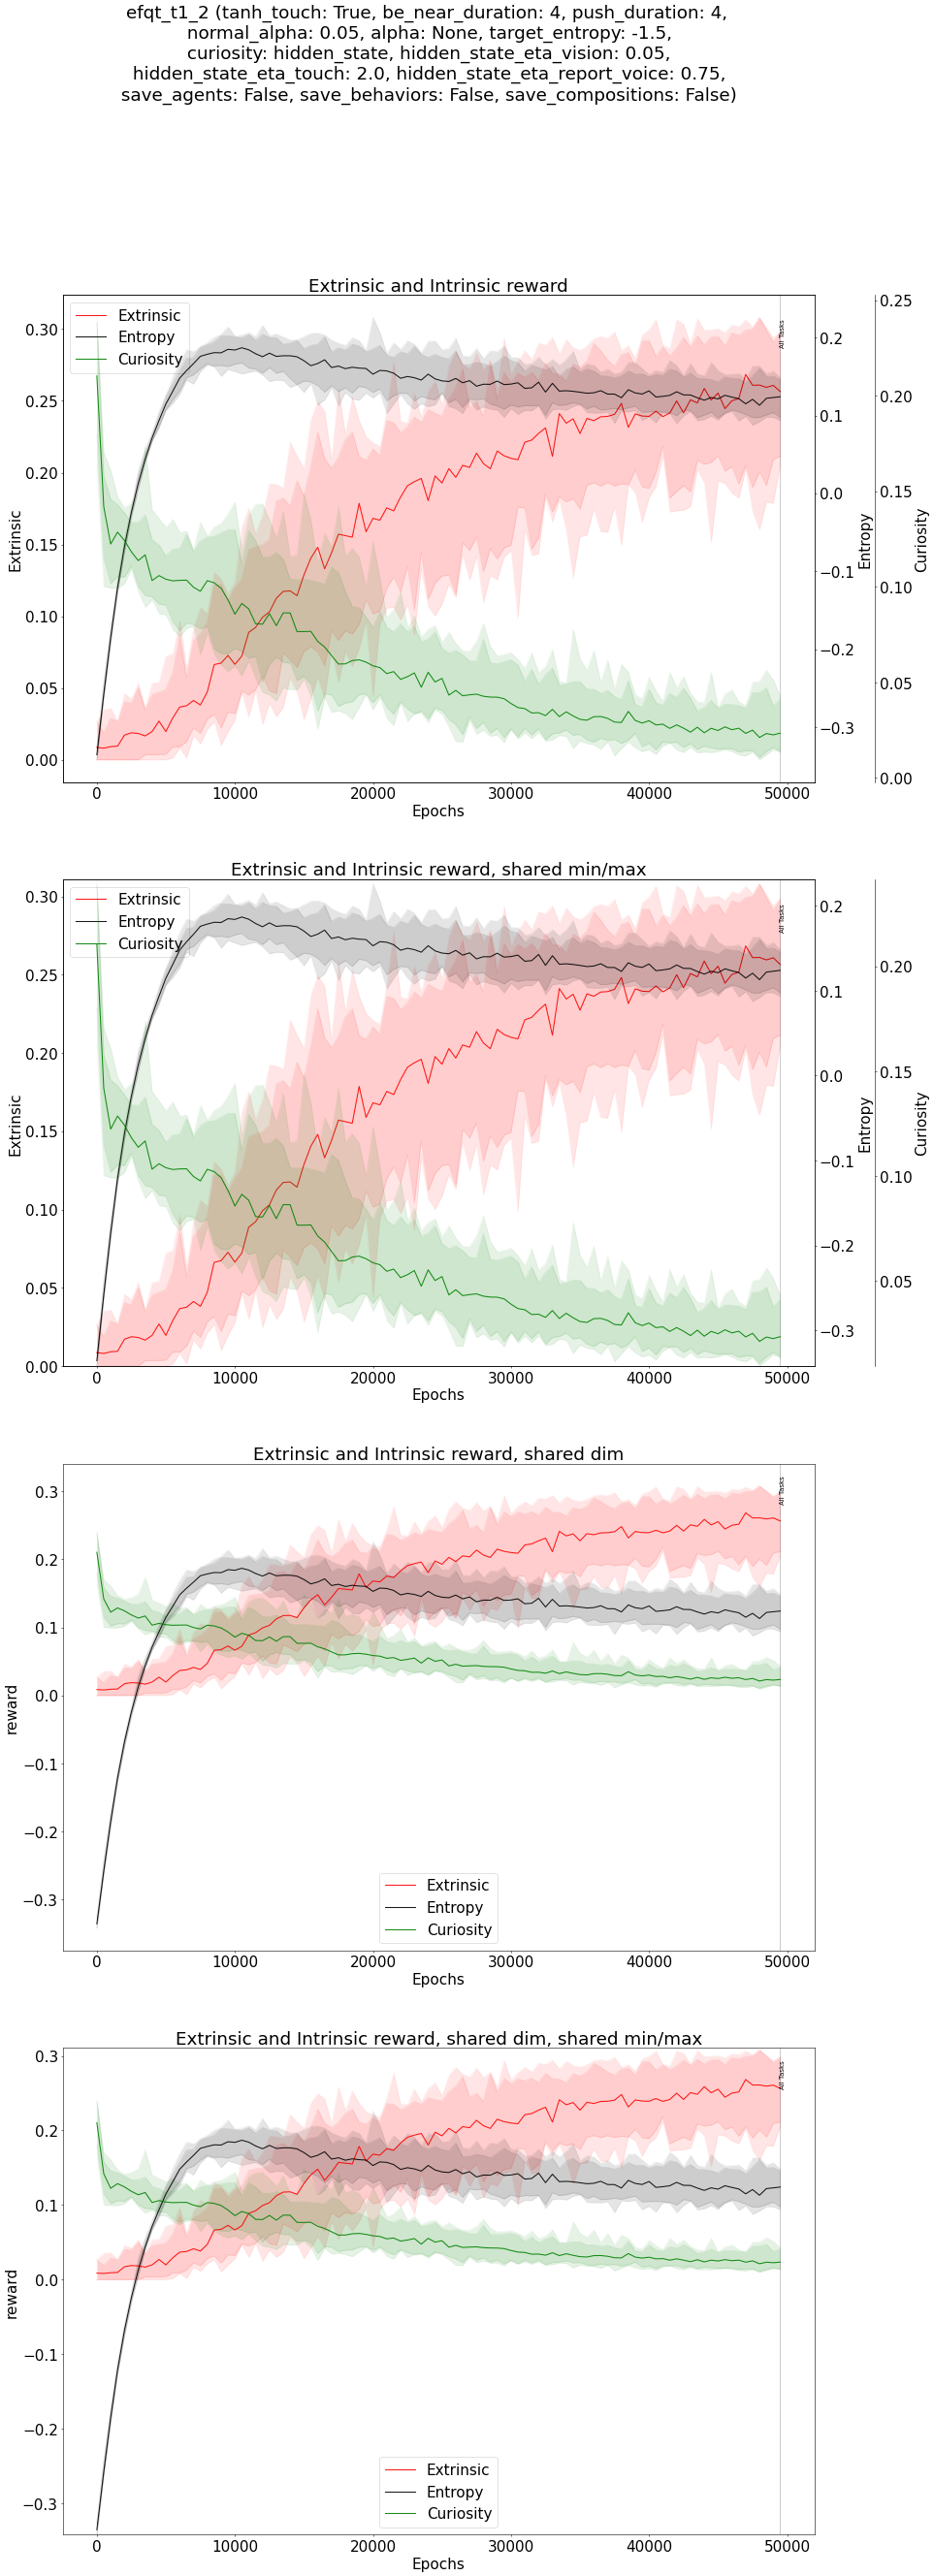 efqt_t1_2 (tanh_touch: True, be_near_duration: 4, push_duration: 4,
normal_alpha: 0.05, alpha: None, target_entropy: -1.5,
curiosity: hidden_state, hidden_state_eta_vision: 0.05,
hidden_state_eta_touch: 2.0, hidden_state_eta_report_voice: 0.75,
save_agents: False, save_behaviors: False, save_compositions: False)
Extrinsic and Intrinsic reward
Extrinsic
Entropy
Curiosity
All Tasks
0.30
0.25
0.20
0.15
0.10
0.05
0.00
Extrinsic
0.2
0.1
0.0
−0.1
−0.2
−0.3
Entropy
0.25
0.20
0.15
0.10
0.05
0.00
Curiosity
0 10000 20000 30000 40000 50000
Epochs
Extrinsic and Intrinsic reward, shared min/max
Extrinsic
Entropy
Curiosity
All Tasks
0.30
0.25
0.20
0.15
0.10
0.05
0.00
Extrinsic
0.2
0.1
0.0
−0.1
−0.2
−0.3
Entropy
0.20
0.15
0.10
0.05
Curiosity
0 10000 20000 30000 40000 50000
Epochs
Extrinsic and Intrinsic reward, shared dim
All Tasks
0.3
0.2
0.1
0.0
−0.1
−0.2
−0.3
reward
Extrinsic
Entropy
Curiosity
0 10000 20000 30000 40000 50000
Epochs
Extrinsic and Intrinsic reward, shared dim, shared min/max
All Tasks
0.3
0.2
0.1
0.0
−0.1
−0.2
−0.3
reward
Extrinsic
Entropy
Curiosity
0 10000 20000 30000 40000 50000
Epochs